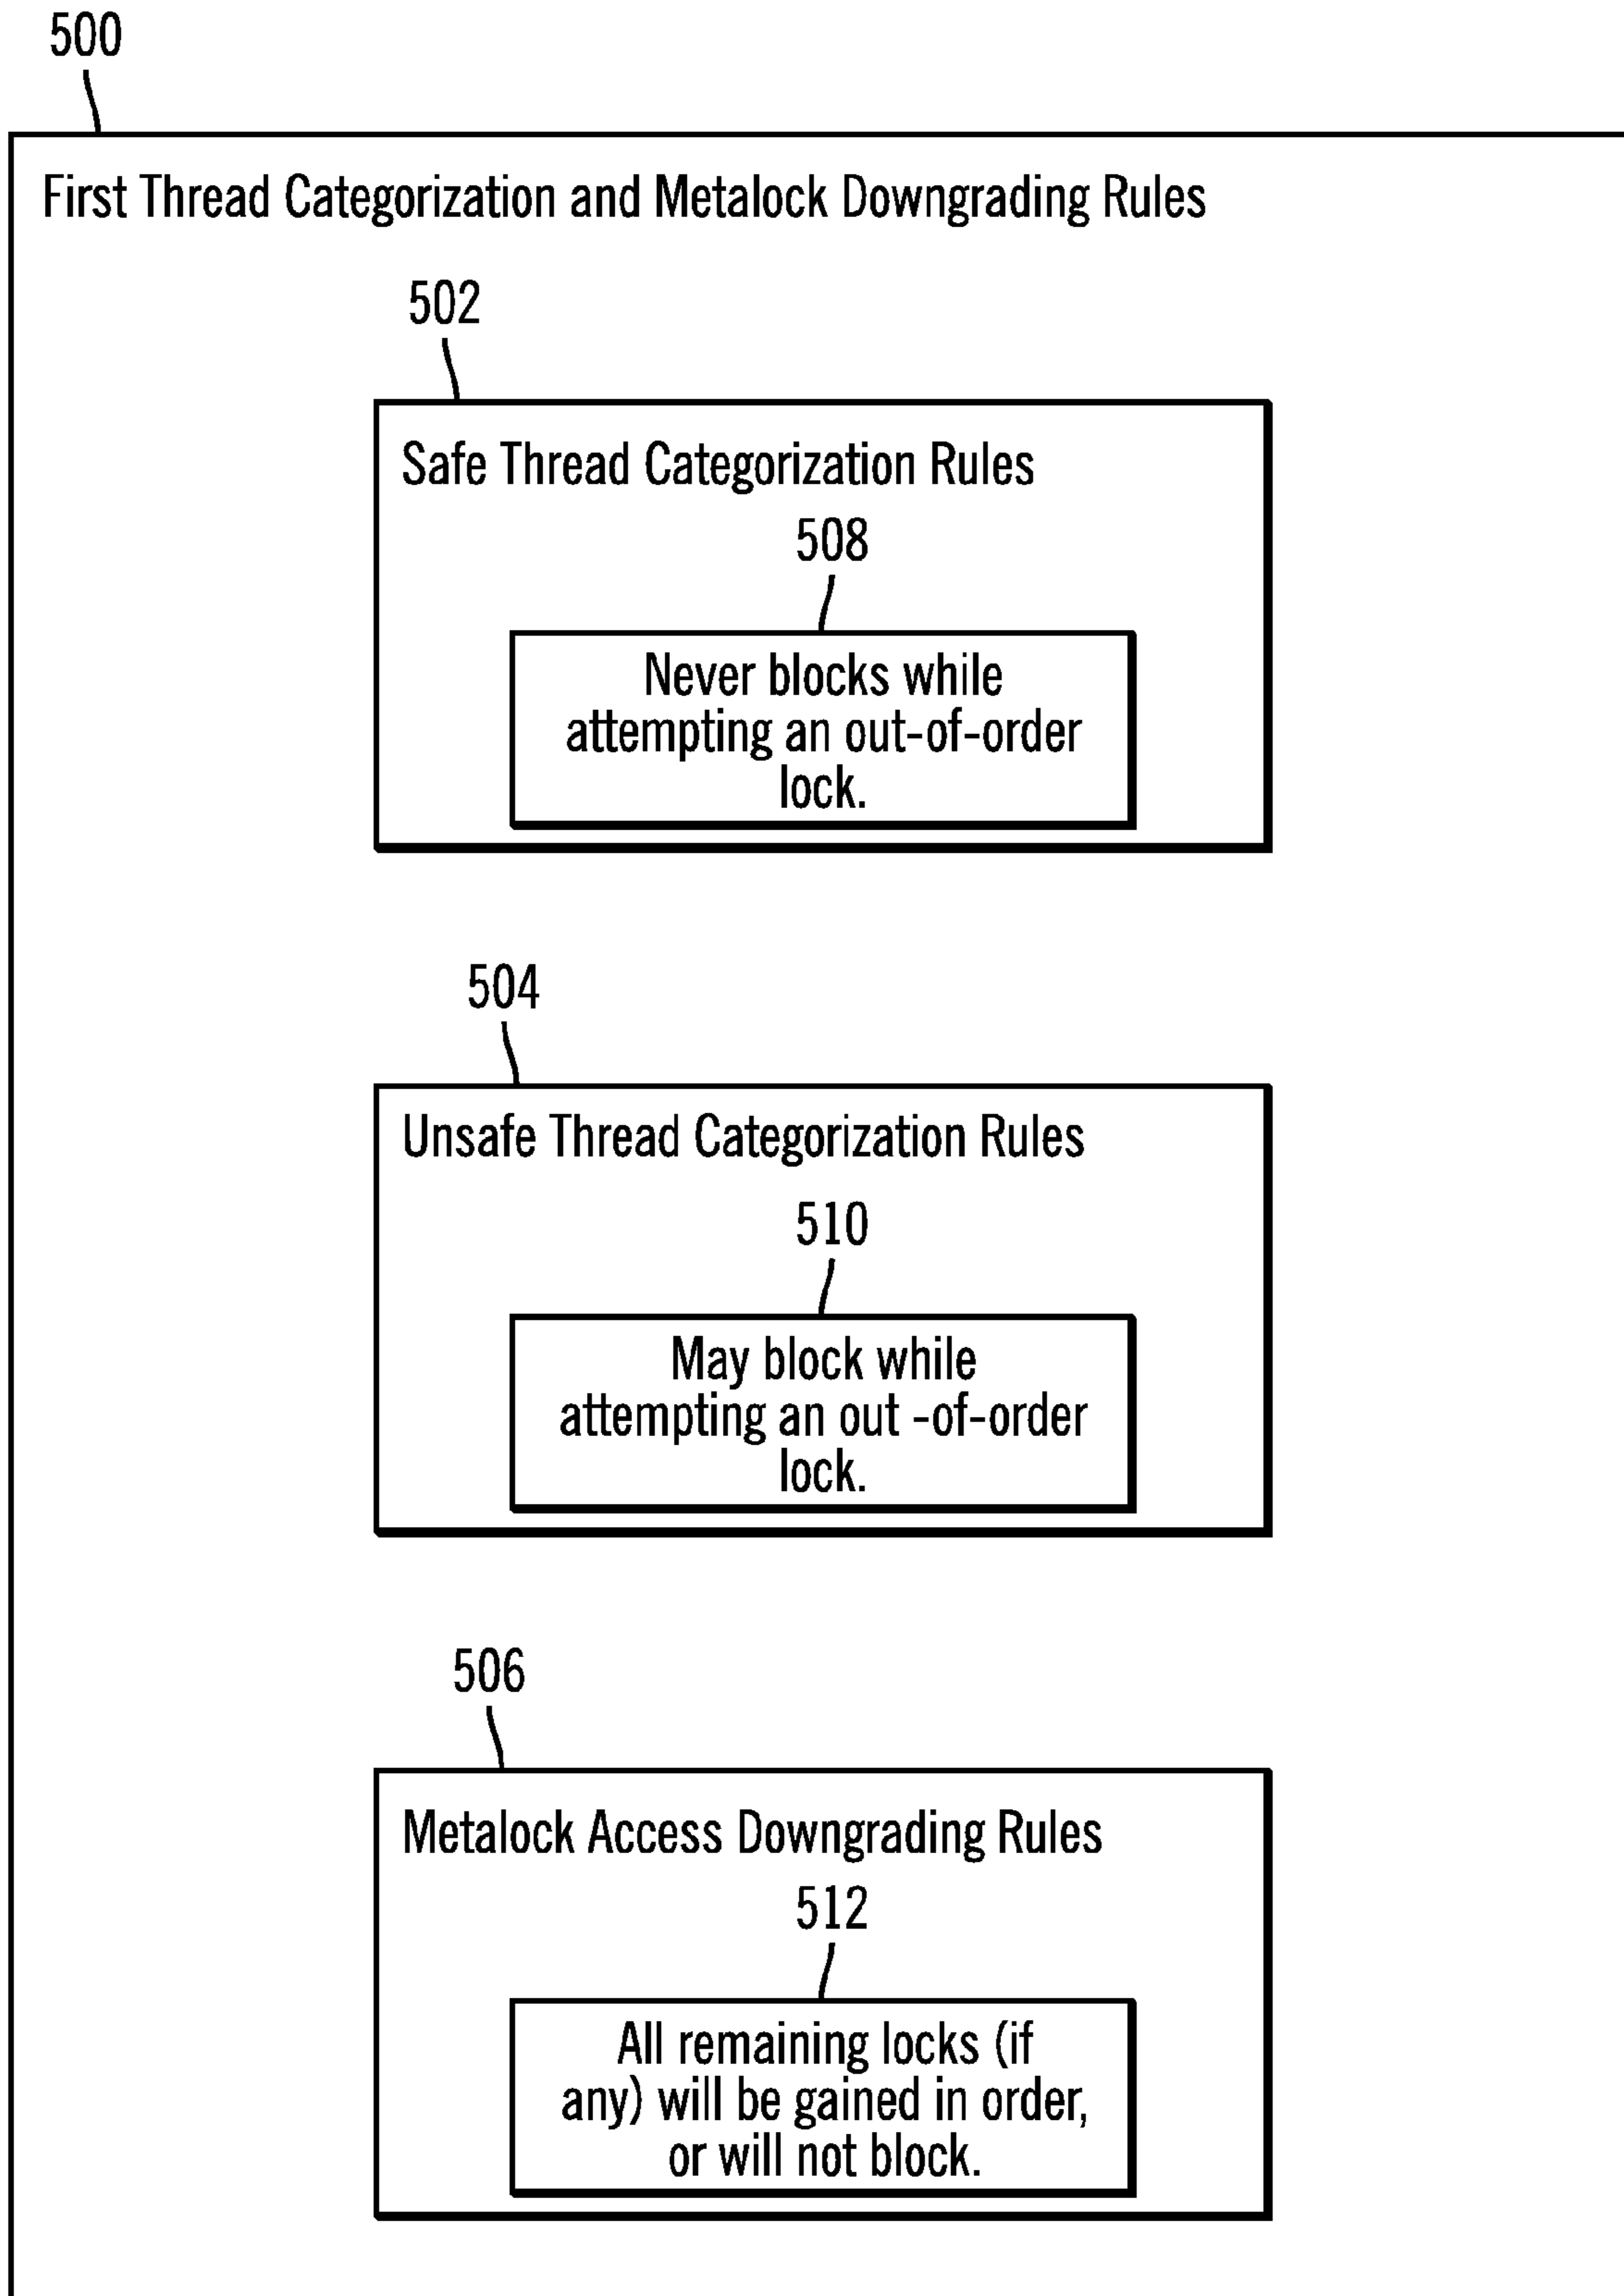 500
First Thread Categorization and Metalock Downgrading Rules
502
Safe Thread Categorization Rules
508
Never blocks while
attempting an out-of-order
lock.
504
Unsafe Thread Categorization Rules
510
May block while
attempting an out -of-order
lock.
506
Metalock Access Downgrading Rules
512
All remaining locks (if
any) will be gained in order,
or will not block.